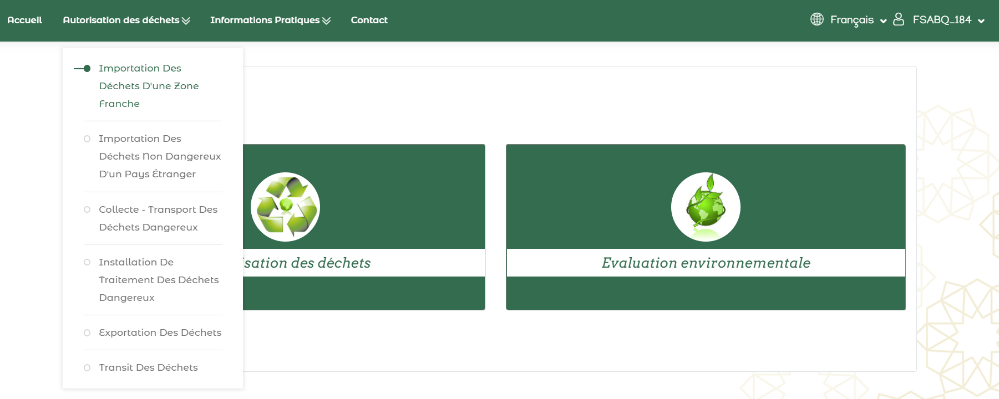 Accueil
Autorisation des déchets
Informations Pratiques
Contact
Français
FSABQ_184
Importation Des
Déchets D'une Zone
Franche
Importation Des
Déchets Non Dangereux
D'un Pays Étranger
Collecte - Transport Des
Déchets Dangereux
Installation De
Traitement Des Déchets
Dangereux
Exportation Des Déchets
Transit Des Déchets
isation des déchets
Evaluation environnementale